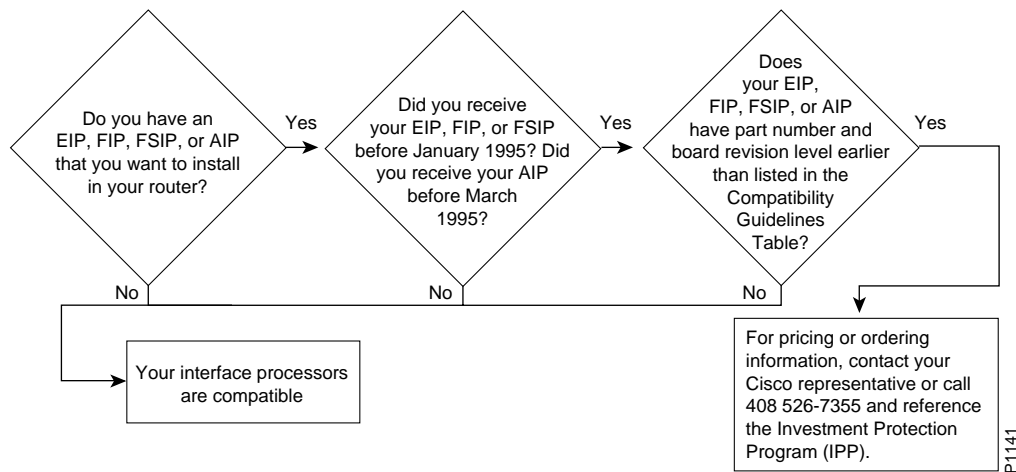 Do you have an
EIP, FIP, FSIP, or AIP
that you want to install
in your router?
Yes
Did you receive
your EIP, FIP, or FSIP
before January 1995? Did
you receive your AIP
before March
1995?
Yes
Does
your EIP,
FIP, FSIP, or AIP
have part number and
board revision level earlier
than listed in the
Compatibility
Guidelines
Table?
Yes
No
No
No
Your interface processors
are compatible
For pricing or ordering
information, contact your
Cisco representative or call
408 526-7355 and reference
the Investment Protection
Program (IPP).
P1141